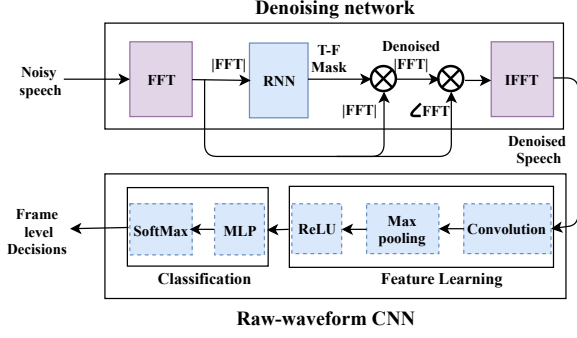 Denoising network
Noisy
speech
FFT
|FFT|
RNN
T-F
Mask
|FFT|
Denoised
|FFT|
∠FFT
IFFT
Denoised
Speech
Frame
level
Decisions
SoftMax
MLP
ReLU
Max
pooling
Convolution
Classification
Feature Learning
Raw-waveform CNN